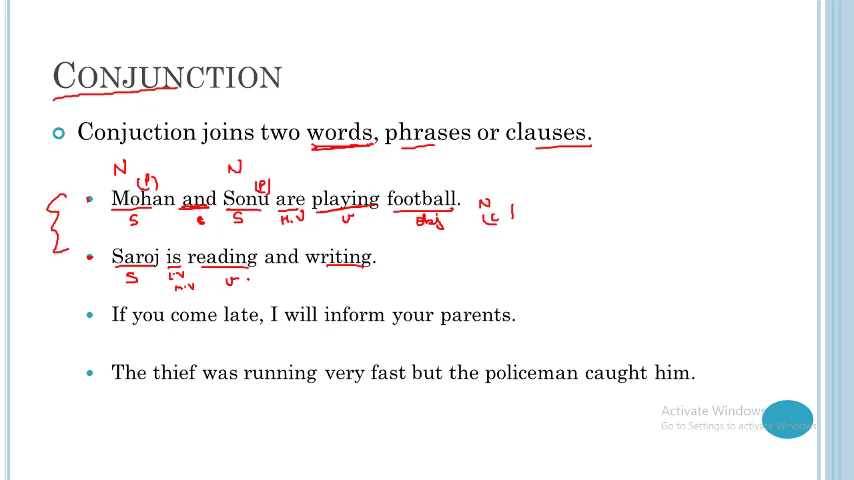 CONJUNCTION
Conjuction joins two words, phrases or clauses.
N N
(P) (P)
Mohan and Sonu are playing football.
S S H.V V obj N
Saroj is reading and writing.
S L.V V
H.V
If you come late, I will inform your parents.
The thief was running very fast but the policeman caught him.
Activate Windows
Go to Settings to activate Windows